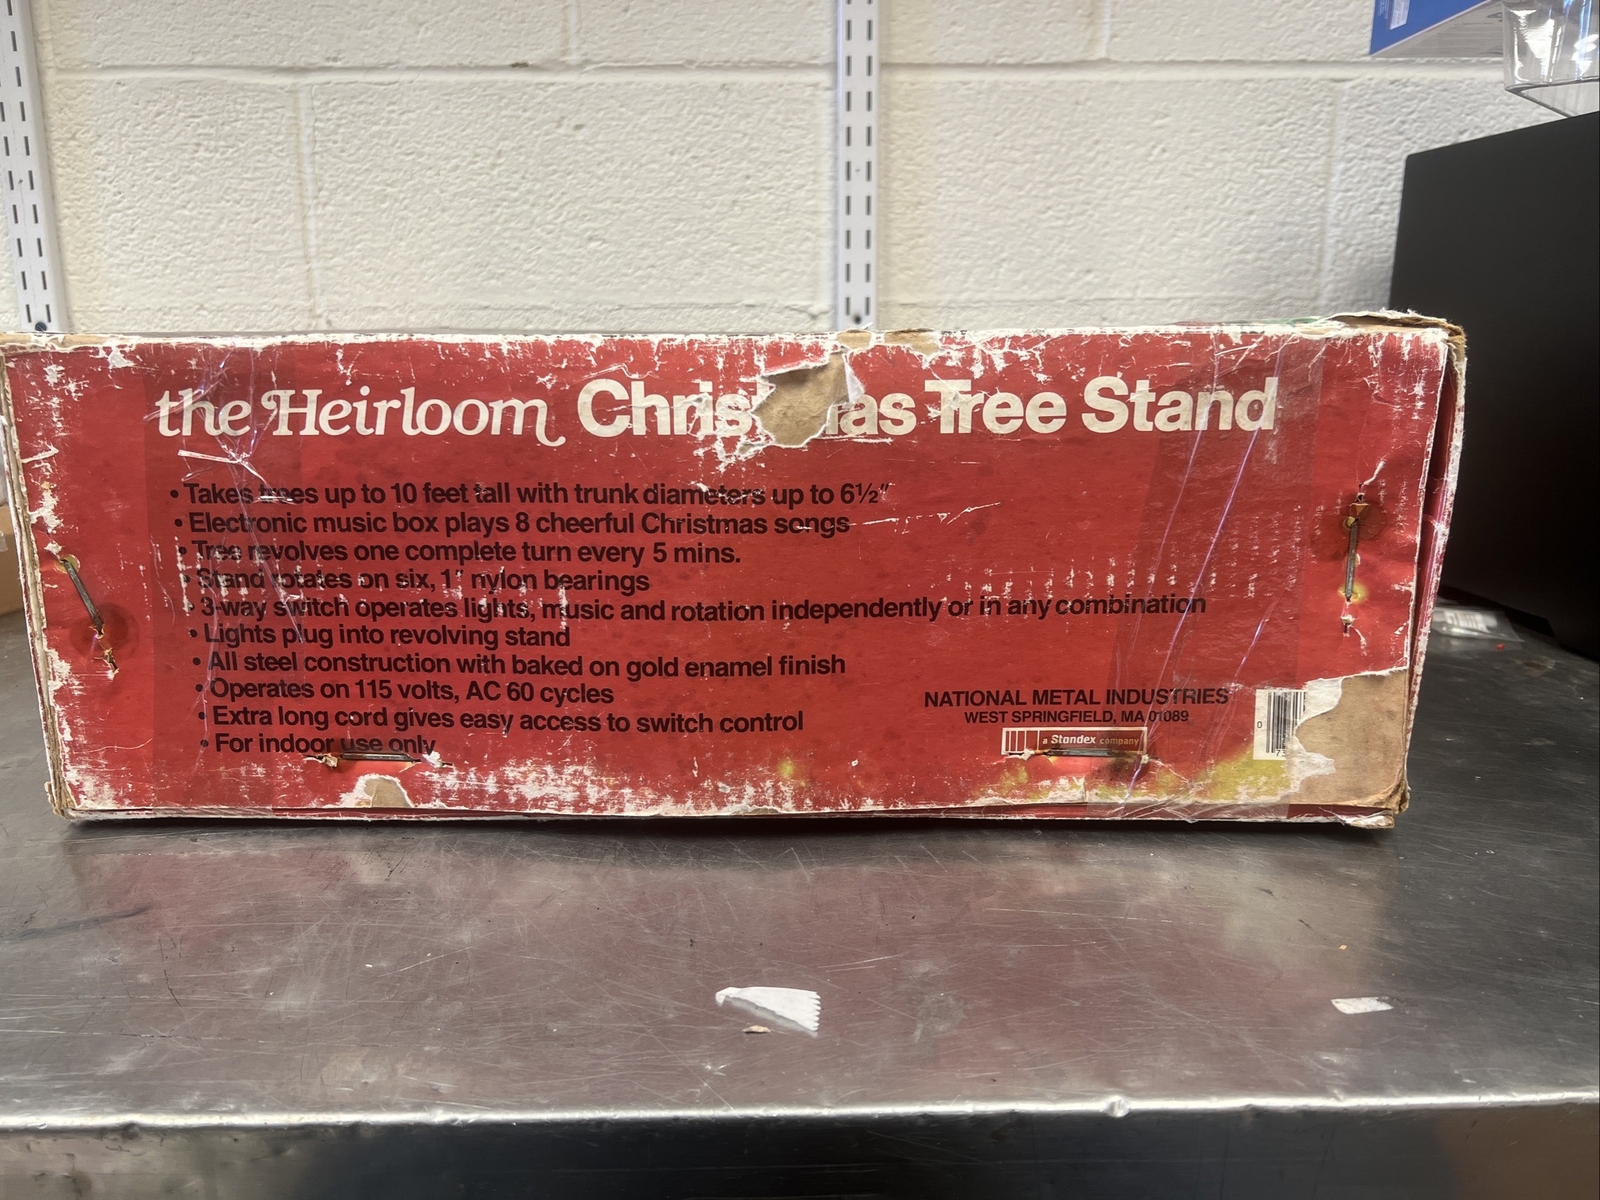 the Heirloom Christmas Tree Stand
• Takes trees up to 10 feet tall with trunk diameters up to 6½"
• Electronic music box plays 8 cheerful Christmas songs
• Tree revolves one complete turn every 5 mins.
• Stand rotates on six, 1" nylon bearings
• 3-way switch operates lights, music and rotation independently or in any combination
• Lights plug into revolving stand
• All steel construction with baked on gold enamel finish
• Operates on 115 volts, AC 60 cycles
• Extra long cord gives easy access to switch control
• For indoor use only
NATIONAL METAL INDUSTRIES
WEST SPRINGFIELD, MA 01089
a Standex company
0